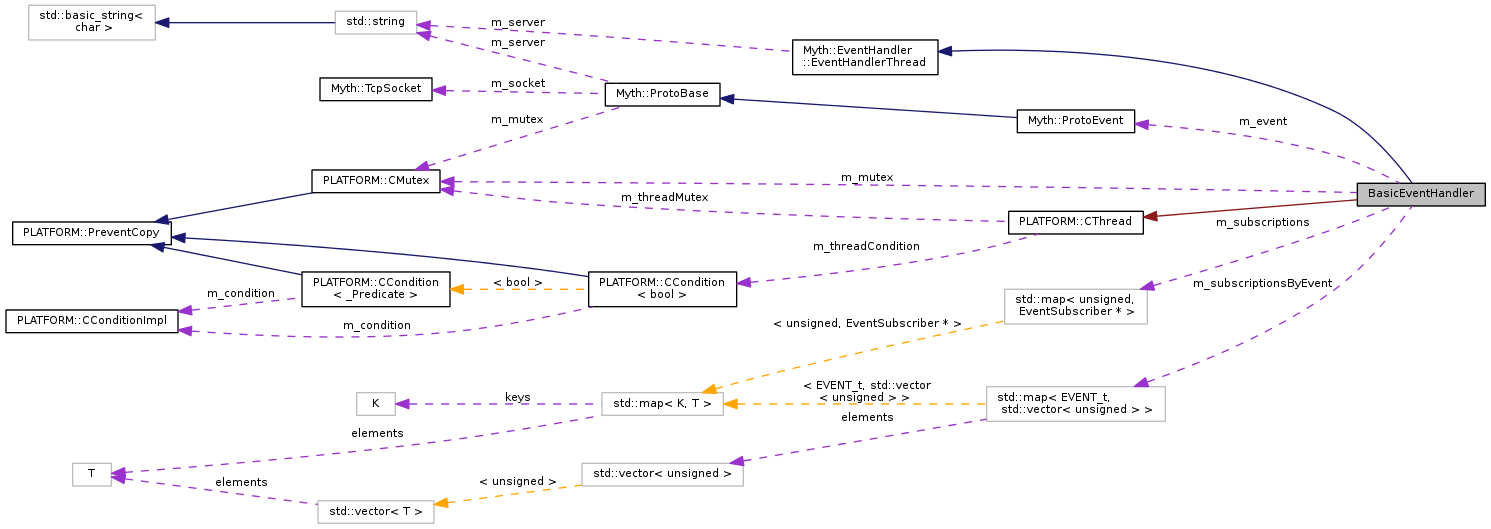 std::basic_string<
char >
std::string
m_server
m_server
Myth::EventHandler
::EventHandlerThread
Myth::TcpSocket
m_socket
Myth::ProtoBase
m_mutex
Myth::ProtoEvent
m_event
PLATFORM::CMutex
m_mutex
m_threadMutex
BasicEventHandler
PLATFORM::PreventCopy
PLATFORM::CThread
m_subscriptions
m_threadCondition
PLATFORM::CCondition
< _Predicate >
< bool >
PLATFORM::CCondition
< bool >
m_condition
m_subscriptionsByEvent
PLATFORM::CConditionImpl
m_condition
std::map< unsigned,
EventSubscriber * >
< unsigned, EventSubscriber * >
K
keys
std::map< K, T >
< EVENT_t, std::vector
< unsigned > >
std::map< EVENT_t,
std::vector< unsigned > >
elements
elements
T
elements
std::vector< unsigned >
< unsigned >
std::vector< T >